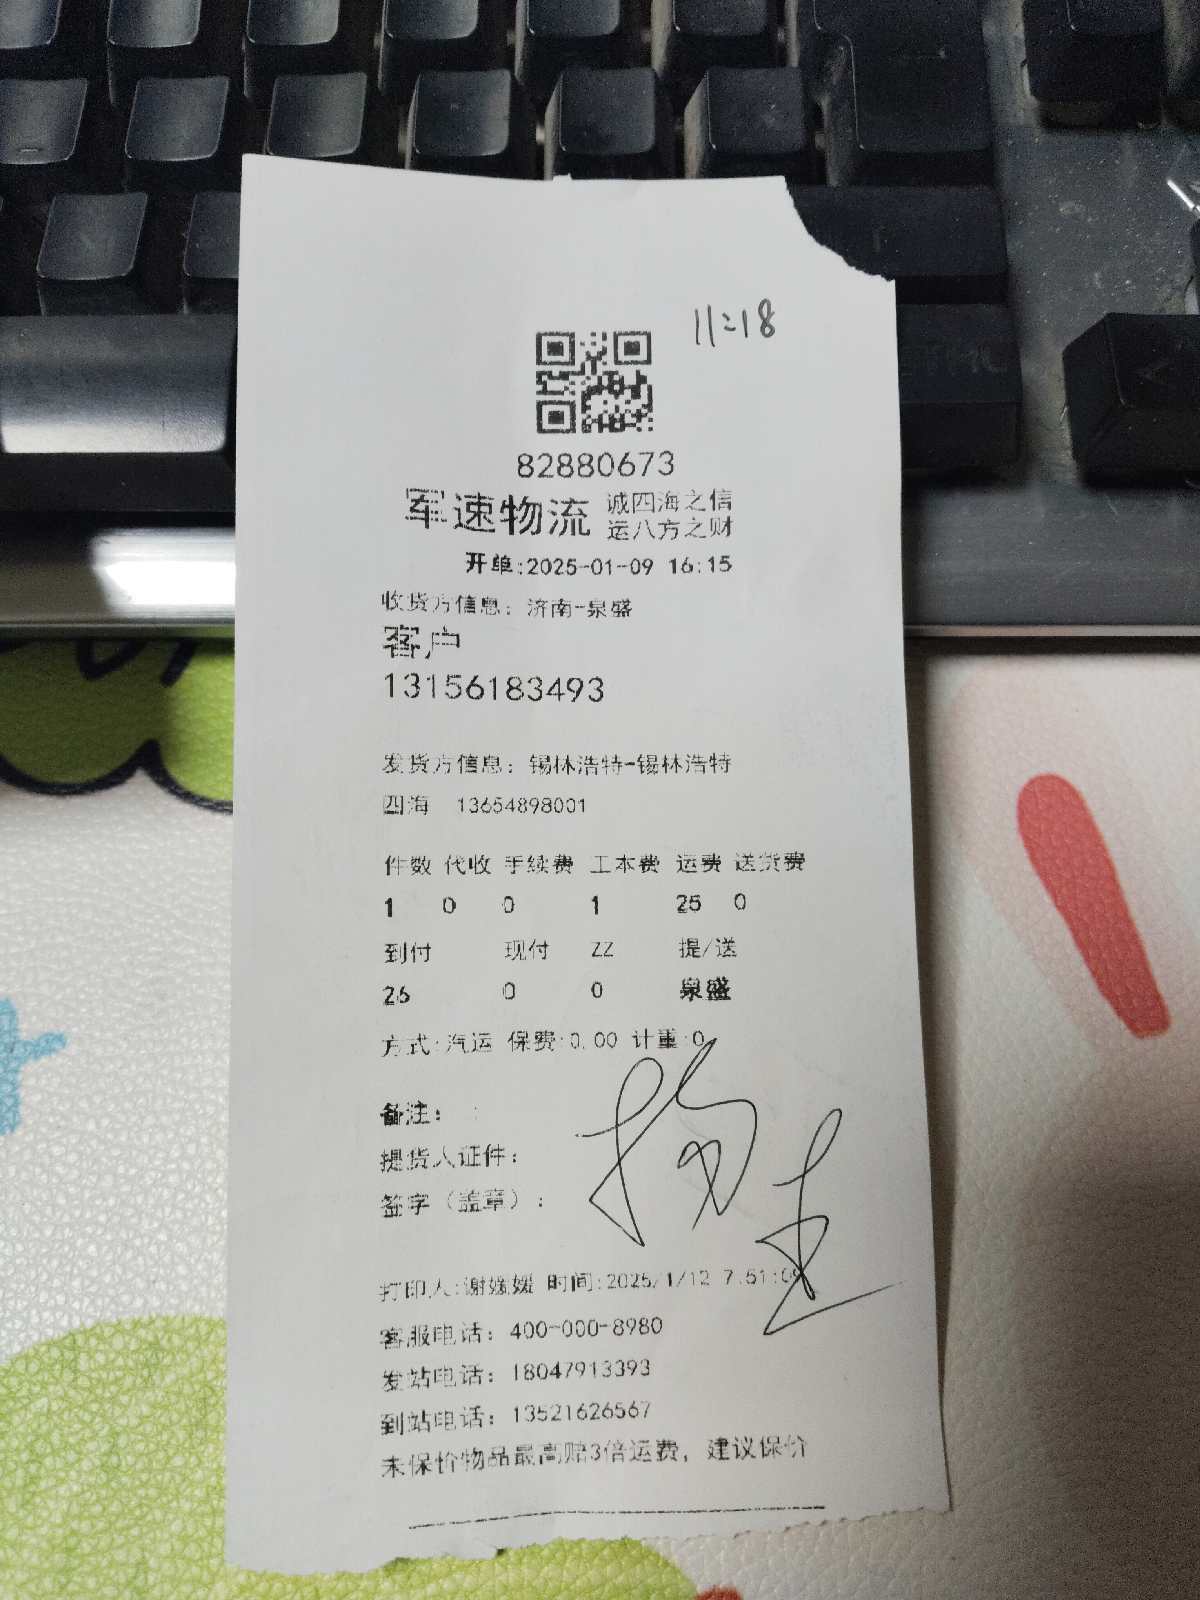 11:18
82880673
军速物流 诚四海之信
运八方之财
开单:2025-01-09 16:15
收货方信息: 济南-泉盛
客户
13156183493
发货方信息: 锡林浩特-锡林浩特
四海 13654898001
件数 代收 手续费 工本费 运费 送货费
1 0 0 1 25 0
到付 现付 ZZ 提/送
26 0 0 泉盛
方式:汽运 保费:0.00 计重:0
备注:
提货人证件:
签字(盖章):
打印人:谢媛媛 时间:2025/1/12 7:51:09
客服电话: 400-000-8980
发站电话: 18047913393
到站电话: 13521626567
未保价物品最高赔3倍运费, 建议保价